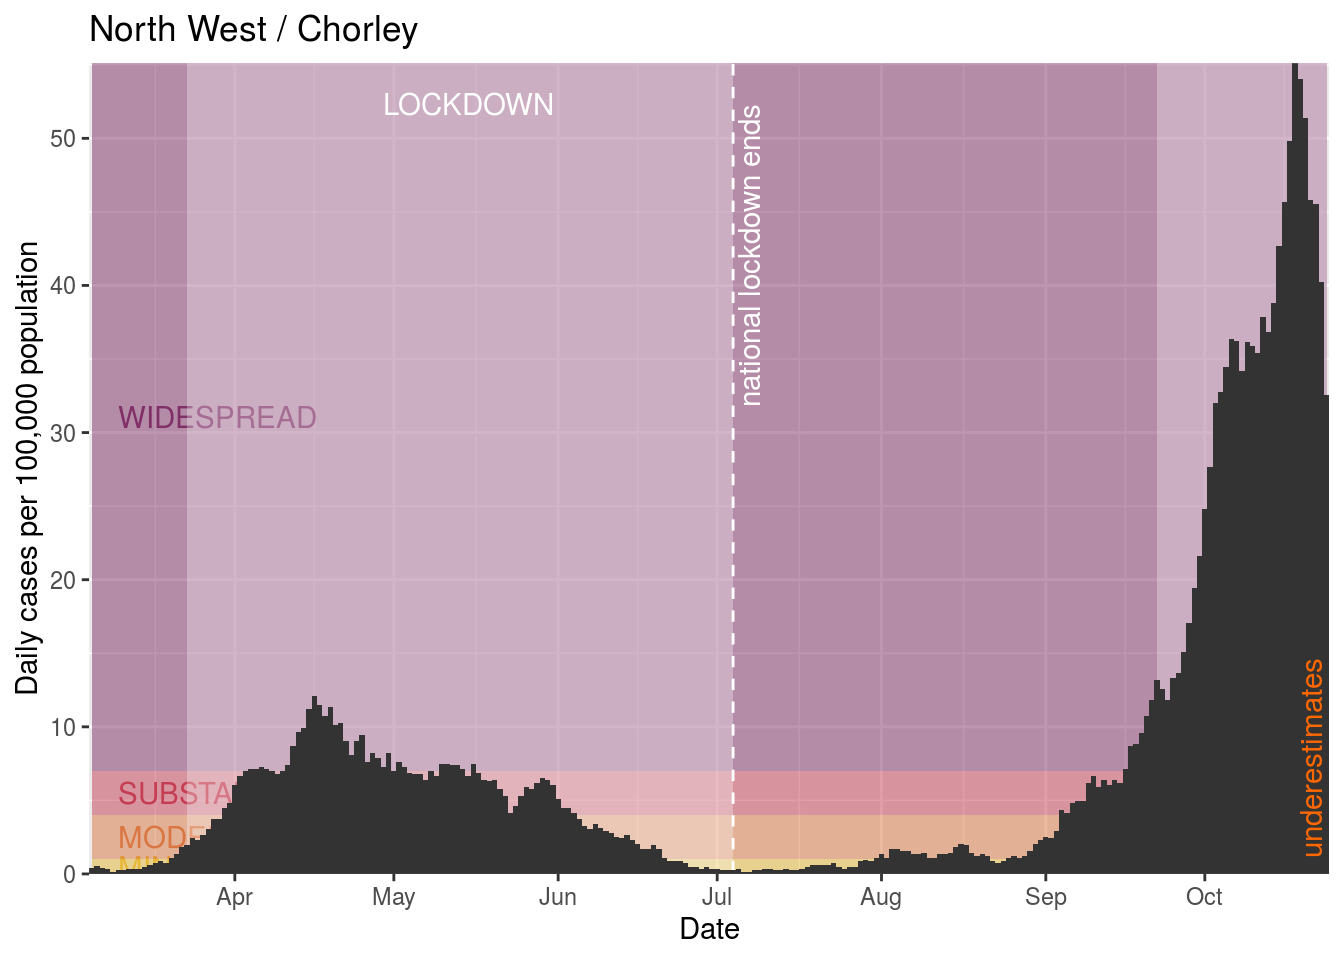 North West / Chorley
Daily cases per 100,000 population
50
40
30
20
10
0
LOCKDOWN
national lockdown ends
WIDESPREAD
SUBSTA
MOD
underestimates
Apr
May
Jun
Jul
Aug
Sep
Oct
Date